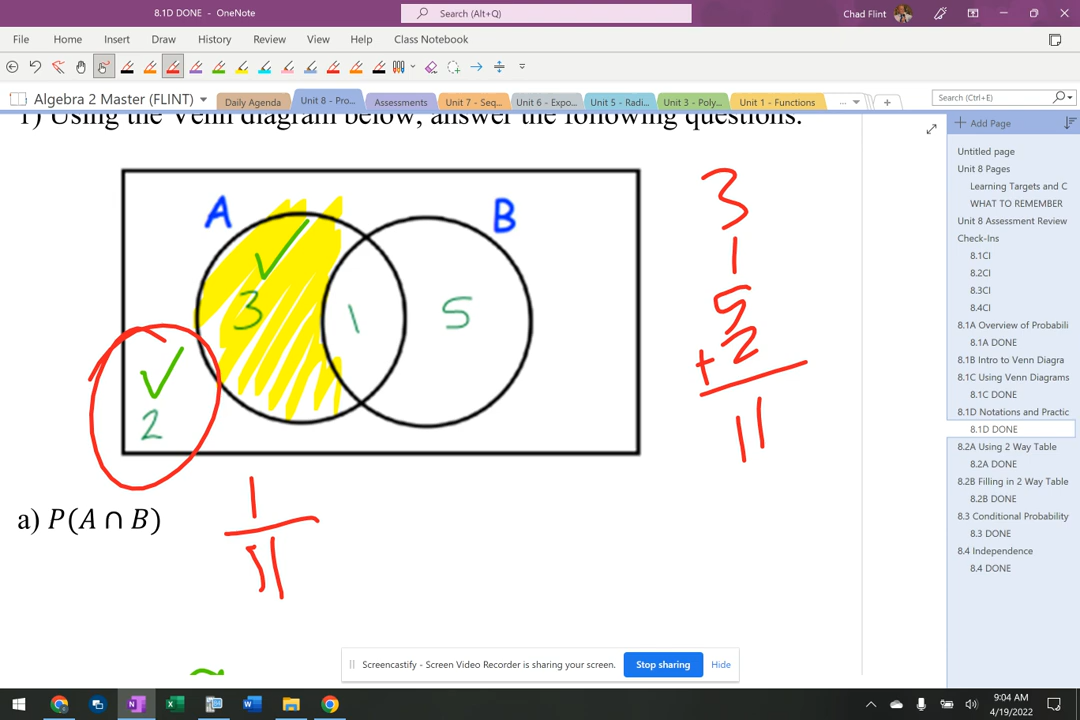 8.1D DONE - OneNote
Search (Alt+Q)
Chad Flint
File Home Insert Draw History Review View Help Class Notebook
Algebra 2 Master (FLINT)
Daily Agenda
Unit 8 - Pro...
Assessments
Unit 7 - Seq...
Unit 6 - Expo...
Unit 5 - Radi...
Unit 3 - Poly...
Unit 1 - Functions
...
+
Search (Ctrl+E)
Add Page
1) Using the Venn diagram below, answer the following questions.
A
B
3
1
5
2
3
1
5
+2
11
a) P(A ∩ B)
1
11
Untitled page
Unit 8 Pages
Learning Targets and C
WHAT TO REMEMBER
Unit 8 Assessment Review
Check-Ins
8.1CI
8.2CI
8.3CI
8.4CI
8.1A Overview of Probabili
8.1A DONE
8.1B Intro to Venn Diagra
8.1C Using Venn Diagrams
8.1C DONE
8.1D Notations and Practic
8.1D DONE
8.2A Using 2 Way Table
8.2A DONE
8.2B Filling in 2 Way Table
8.2B DONE
8.3 Conditional Probability
8.3 DONE
8.4 Independence
8.4 DONE
Screencastify - Screen Video Recorder is sharing your screen.
Stop sharing
Hide
9:04 AM
4/19/2022